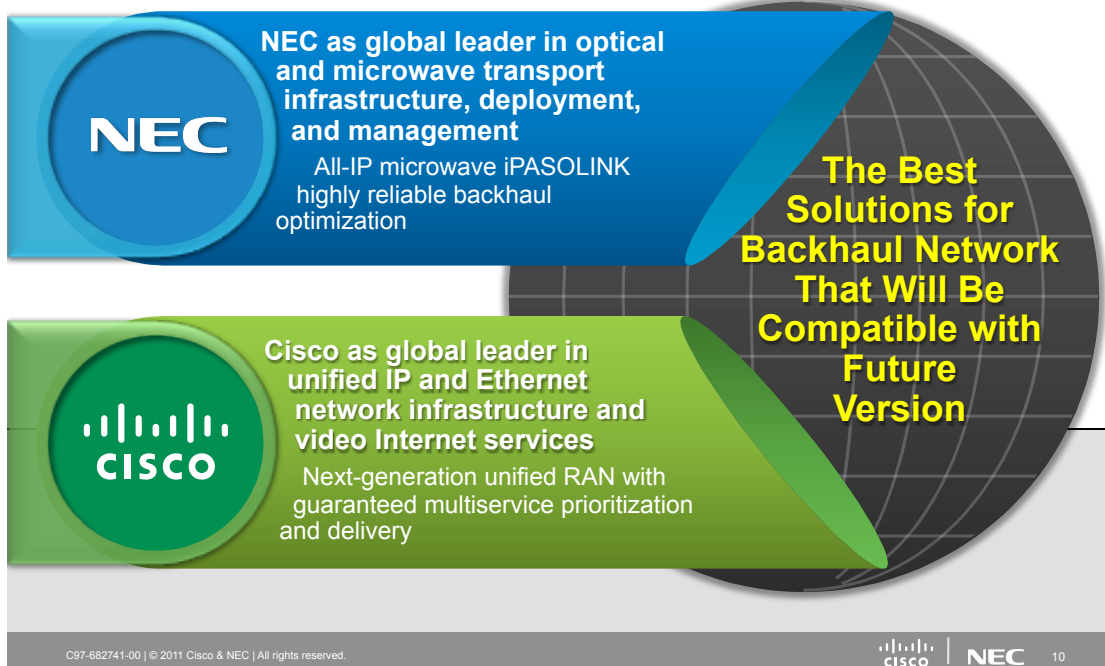 NEC
NEC as global leader in optical
and microwave transport
infrastructure, deployment,
and management
All-IP microwave iPASOLINK
highly reliable backhaul
optimization
The Best
Solutions for
Backhaul Network
That Will Be
Compatible with
Future
Version
CISCO
Cisco as global leader in
unified IP and Ethernet
network infrastructure and
video Internet services
Next-generation unified RAN with
guaranteed multiservice prioritization
and delivery
C97-682741-00 | © 2011 Cisco & NEC | All rights reserved.
CISCO | NEC 10